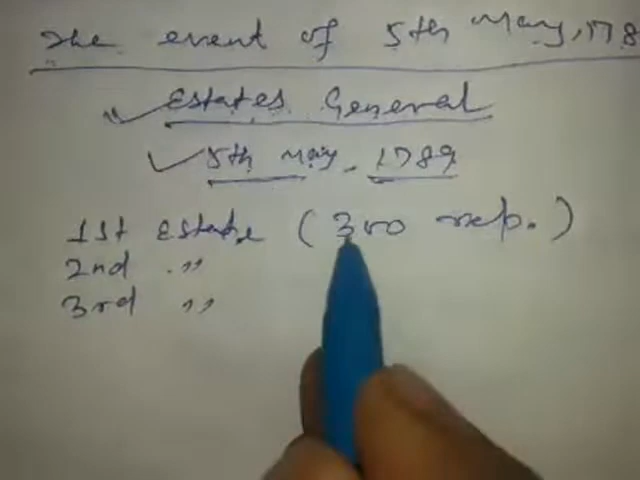 The event of 5th May, 178
" Estates General
5th May - 1789
1st Estate (300 rep.)
2nd "
3rd "